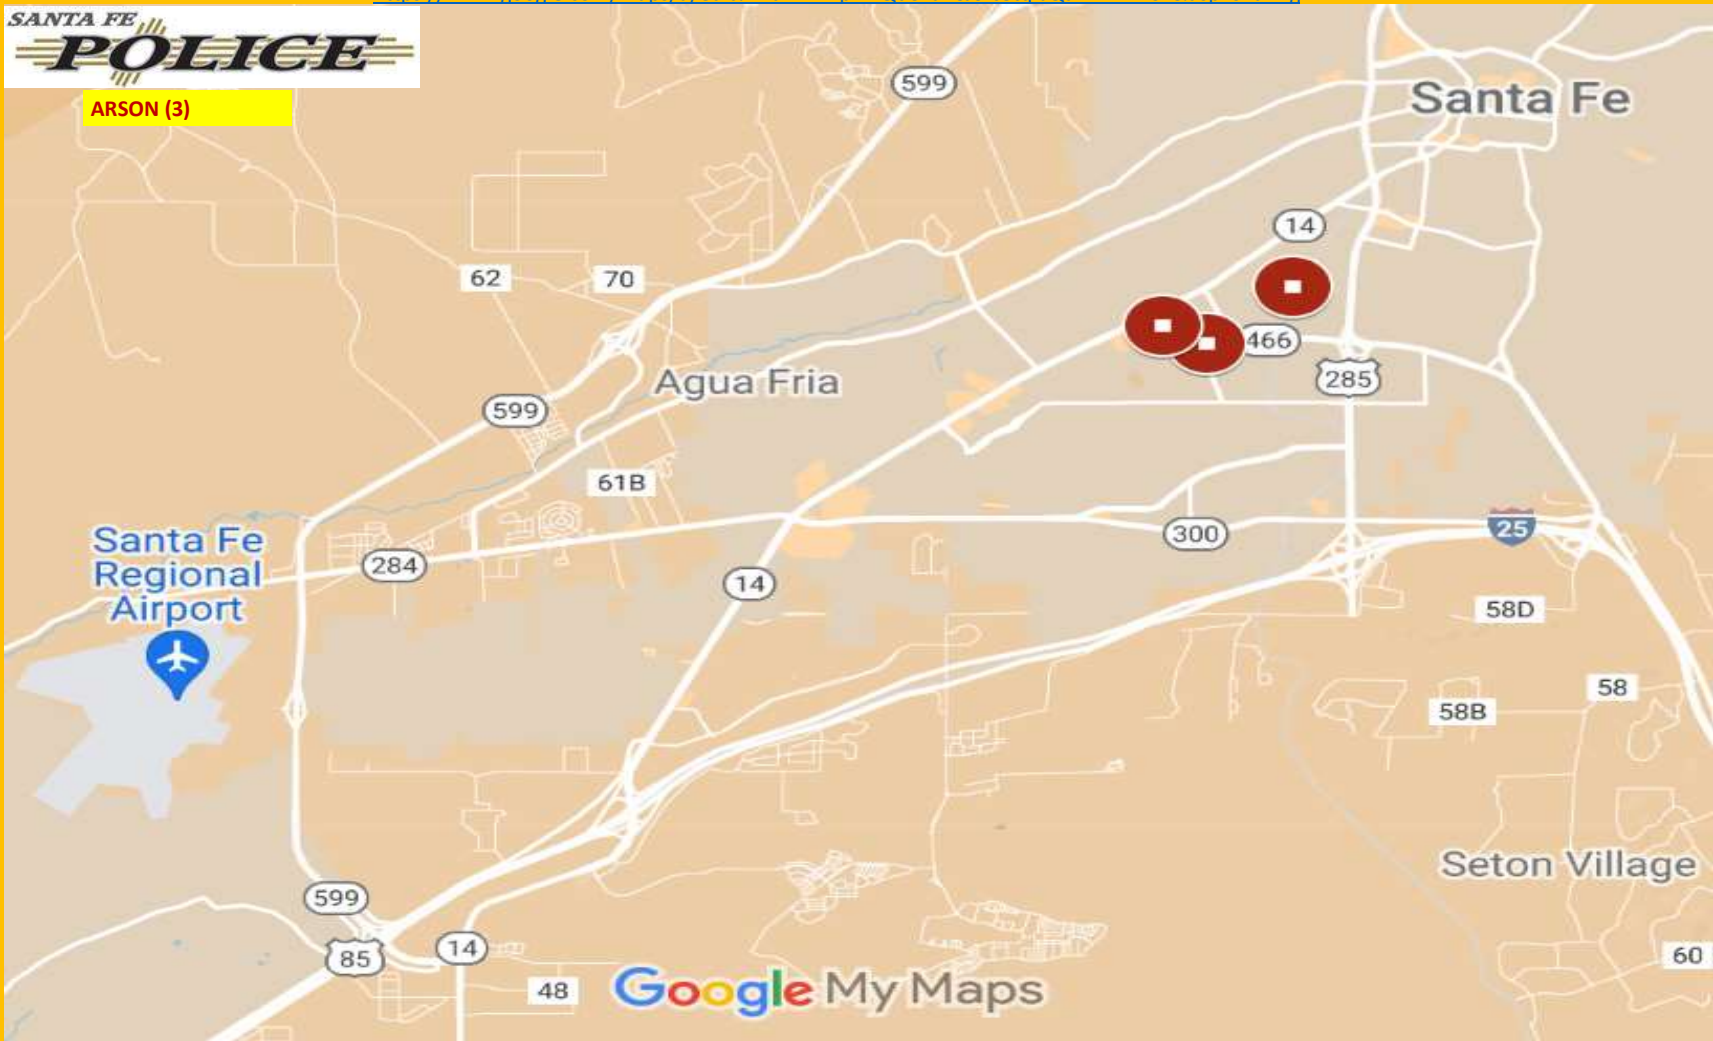 SANTA FE
POLICE
ARSON (3)
599
Santa Fe
14
62
70
466
285
Agua Fria
599
61B
Santa Fe
Regional
Airport
284
300
25
14
58D
58
58B
Seton Village
599
85
14
48
60
Google My Maps